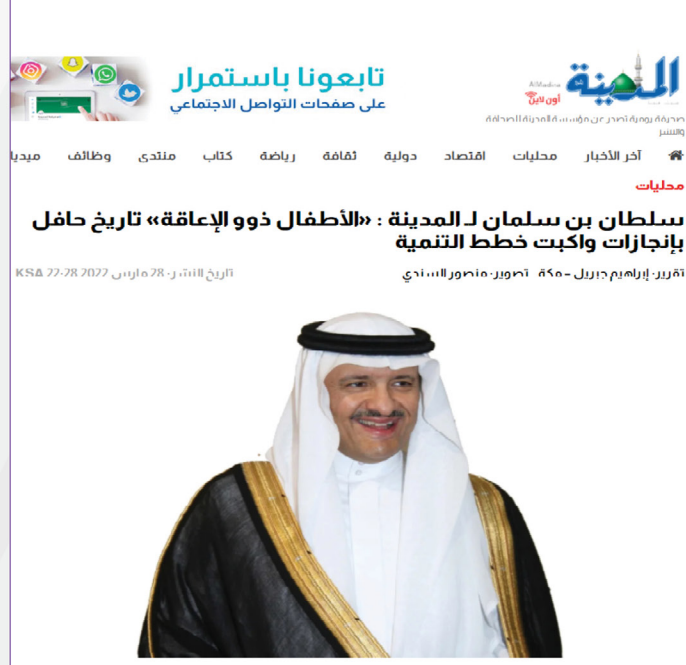 تابعونا باستمرار
على صفحات التواصل الاجتماعي
المدينة
AlMadina
أون لاين
صحيفة يومية تصدر عن مؤسسة المدينة للصحافة
والنشر
آخر الأخبار محليات اقتصاد دولية ثقافة رياضة كتاب منتدى وظائف ميديا
محليات
سلطان بن سلمان لـ المدينة : «الأطفال ذوو الإعاقة» تاريخ حافل
بإنجازات واكبت خطط التنمية
تقرير: إبراهيم جبريل – مكة تصوير: منصور السندي
تاريخ النشر: 28 مارس 2022 22:28 KSA